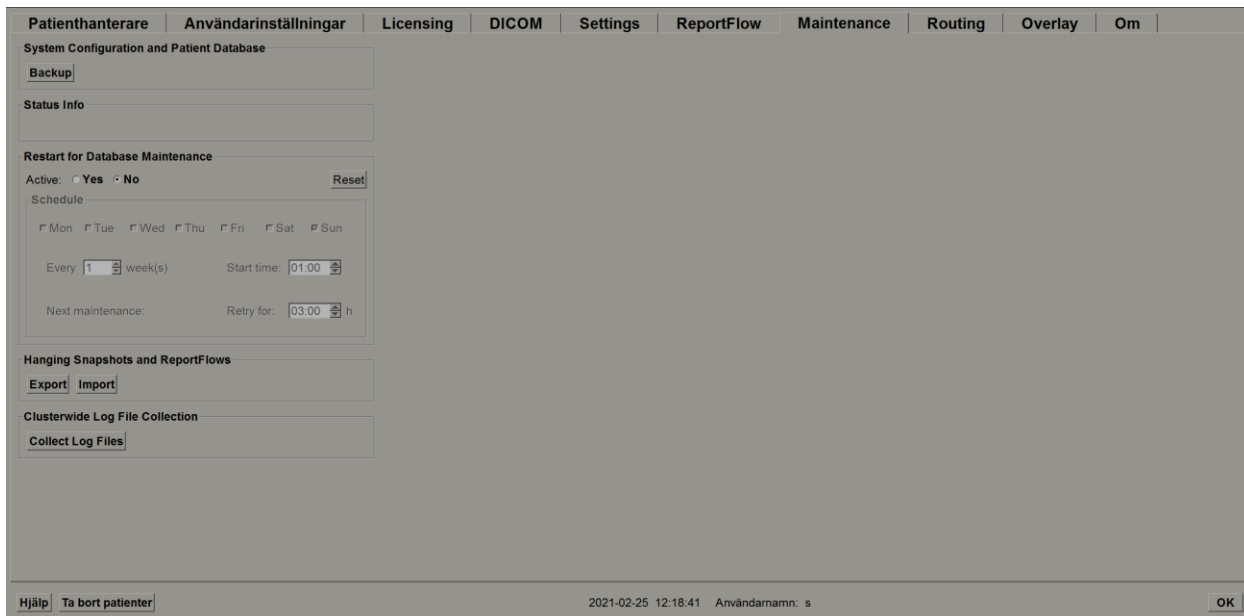 Patienthanterare Användarinställningar Licensing DICOM Settings ReportFlow Maintenance Routing Overlay Om
System Configuration and Patient Database
Backup
Status Info
Restart for Database Maintenance
Active: Yes No Reset
Schedule
Mon Tue Wed Thu Fri Sat Sun
Every 1 week(s) Start time: 01:00
Next maintenance: Retry for: 03:00 h
Hanging Snapshots and ReportFlows
Export Import
Clusterwide Log File Collection
Collect Log Files
Hjälp Ta bort patienter 2021-02-25 12:18:41 Användarnamn: s OK